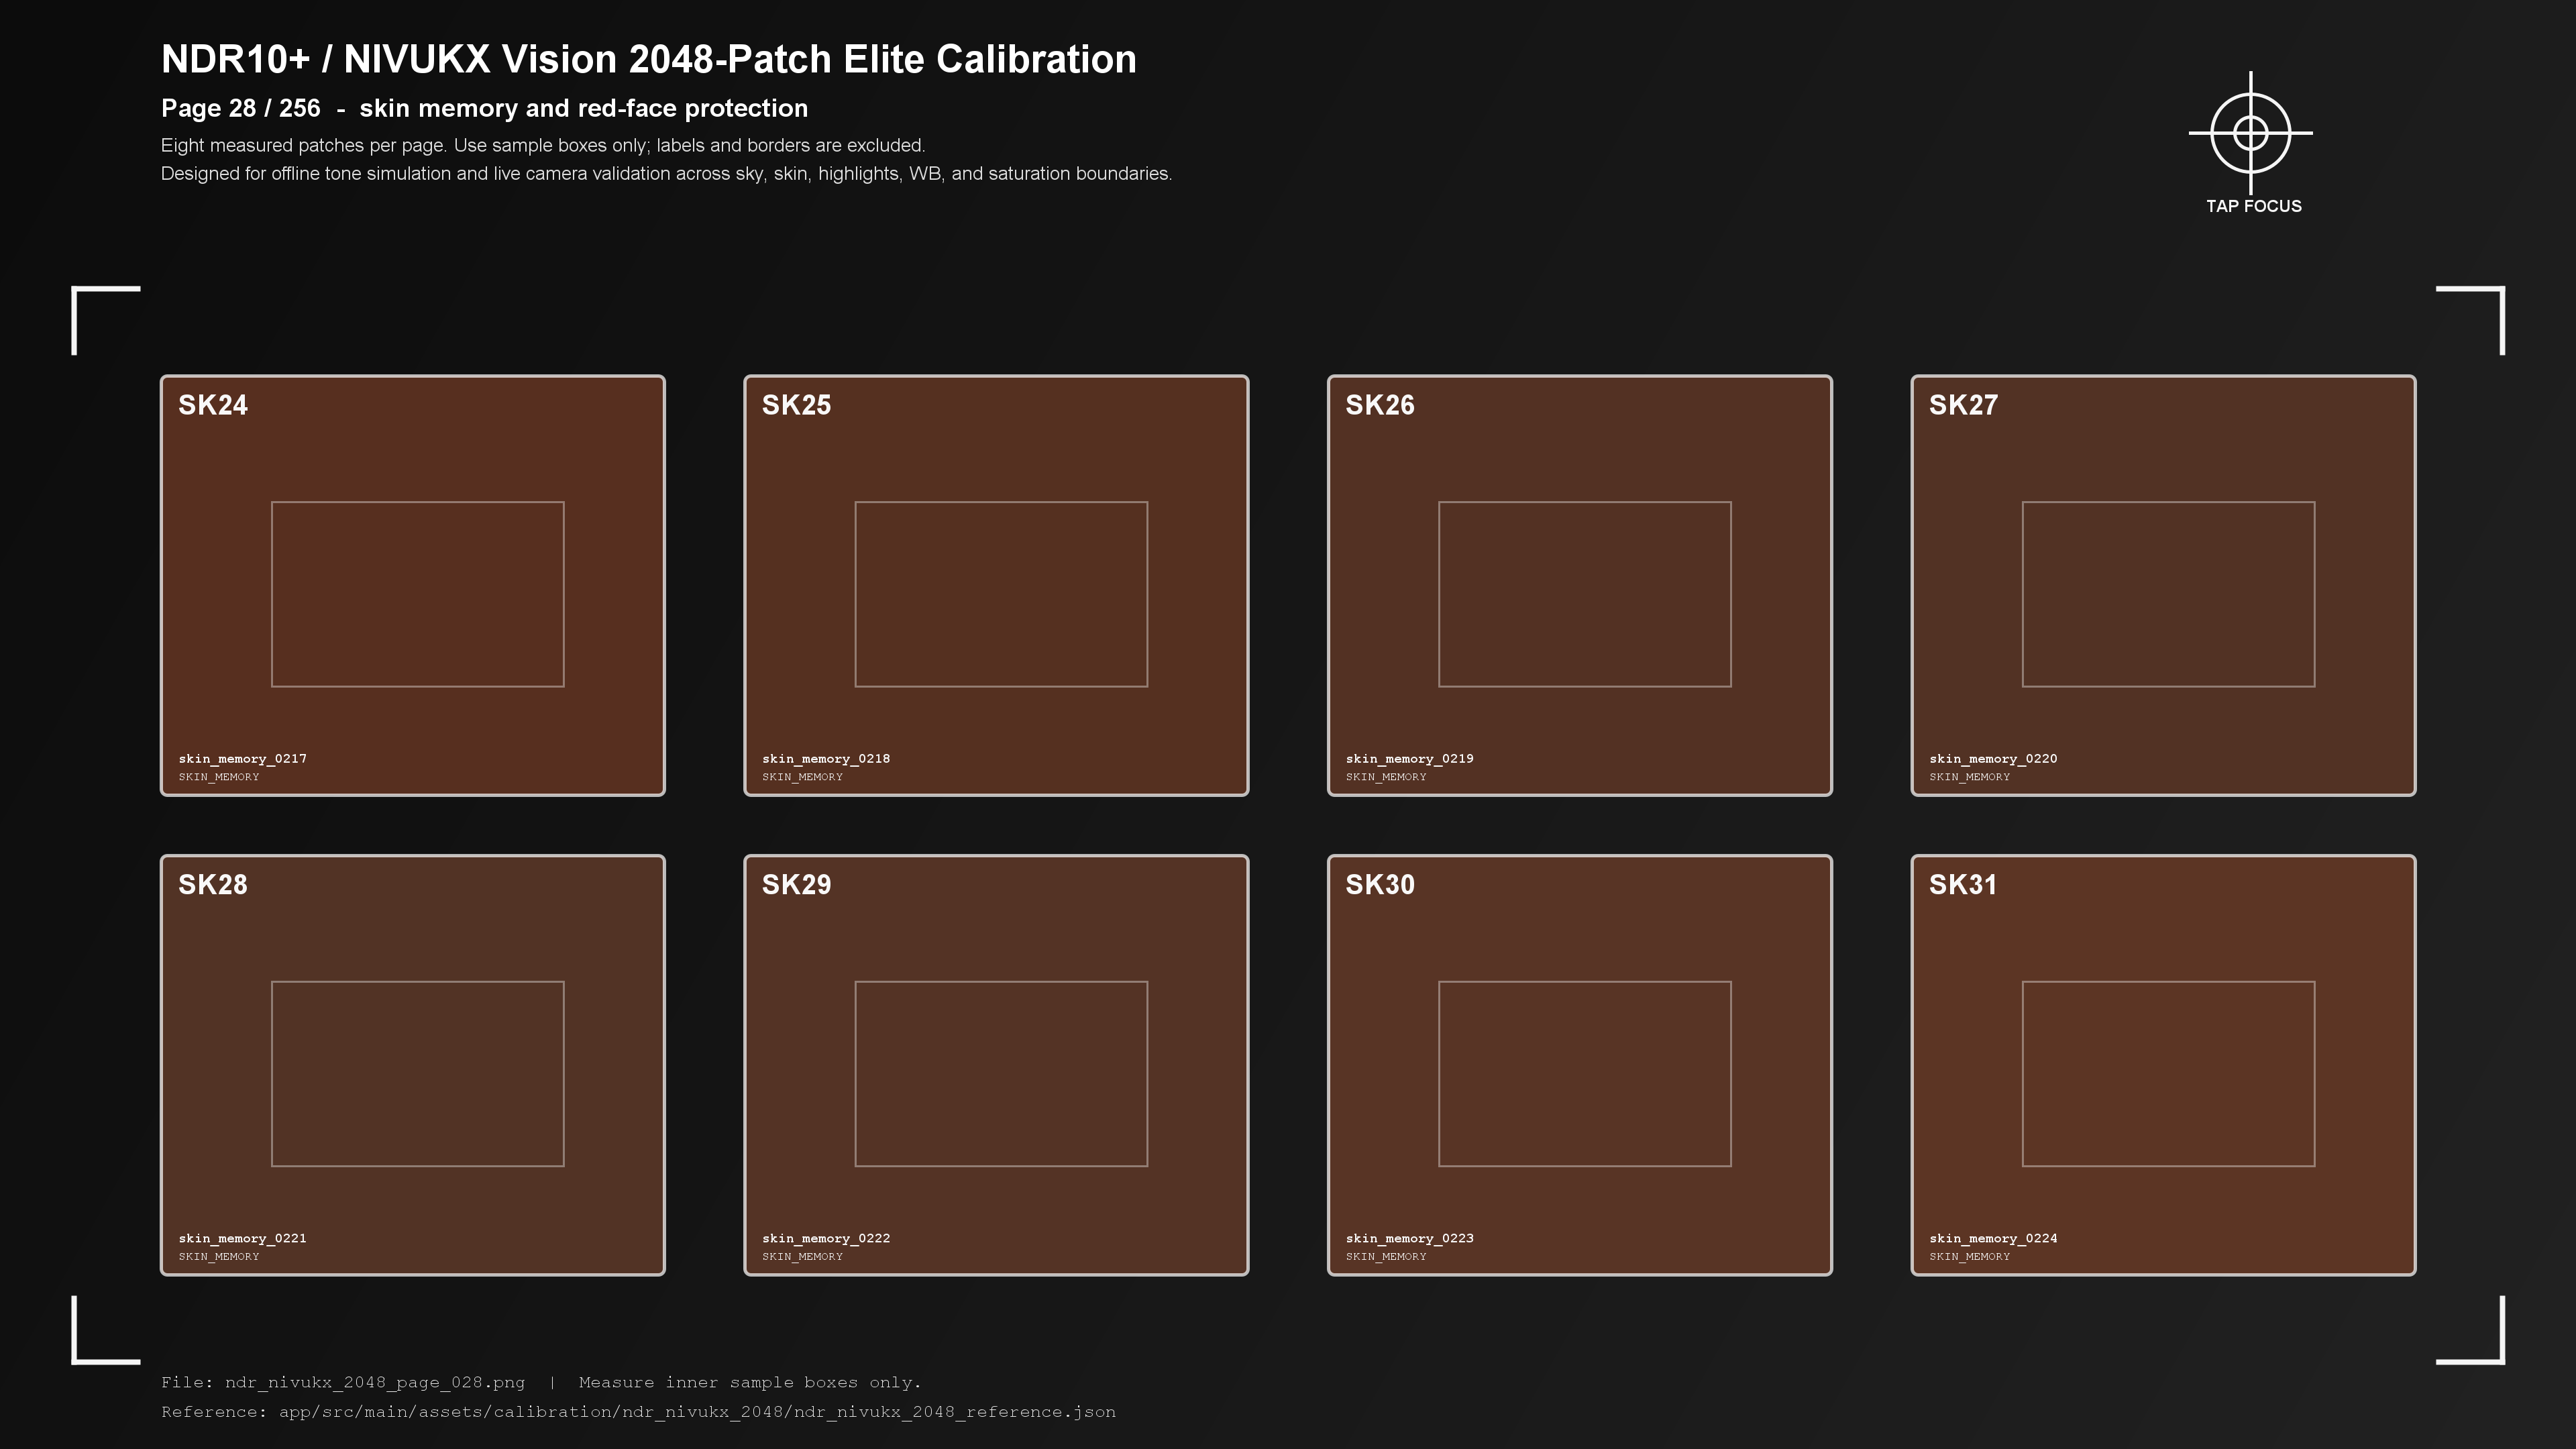 NDR10+ / NIVUKX Vision 2048-Patch Elite Calibration
Page 28 / 256 - skin memory and red-face protection
Eight measured patches per page. Use sample boxes only; labels and borders are excluded.
Designed for offline tone simulation and live camera validation across sky, skin, highlights, WB, and saturation boundaries.
TAP FOCUS
SK24
skin_memory_0217
SKIN_MEMORY
SK25
skin_memory_0218
SKIN_MEMORY
SK26
skin_memory_0219
SKIN_MEMORY
SK27
skin_memory_0220
SKIN_MEMORY
SK28
skin_memory_0221
SKIN_MEMORY
SK29
skin_memory_0222
SKIN_MEMORY
SK30
skin_memory_0223
SKIN_MEMORY
SK31
skin_memory_0224
SKIN_MEMORY
File: ndr_nivukx_2048_page_028.png | Measure inner sample boxes only.
Reference: app/src/main/assets/calibration/ndr_nivukx_2048/ndr_nivukx_2048_reference.json